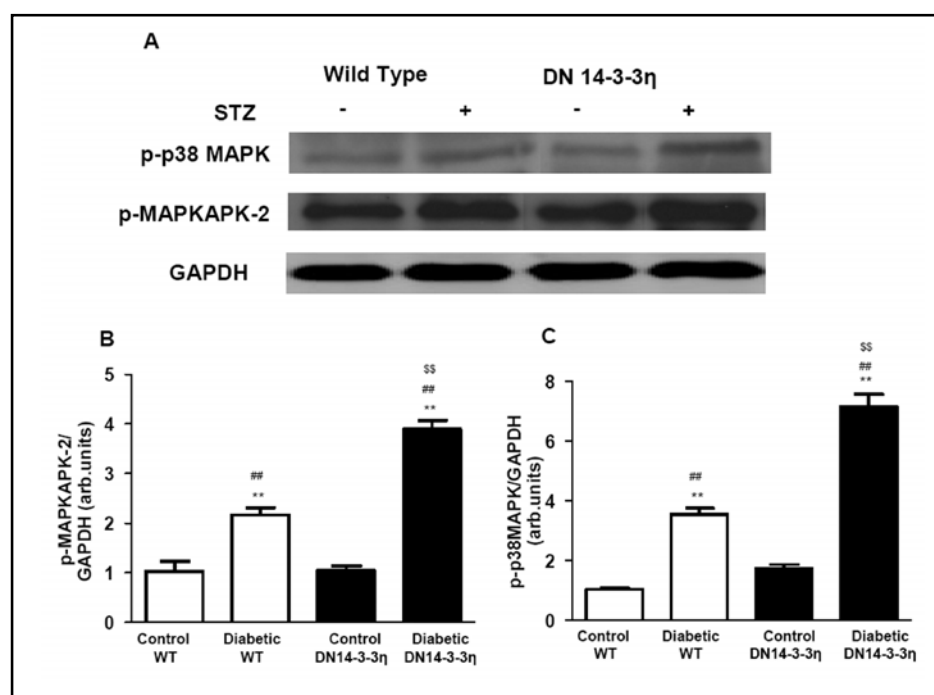 A
Wild Type DN 14-3-3η
STZ - + - +
p-p38 MAPK
p-MAPKAPK-2
GAPDH
B
p-MAPKAPK-2/
GAPDH (arb.units)
5
4
3
2
1
0
##
**
$$
##
**
Control Diabetic Control Diabetic
WT WT DN14-3-3η DN14-3-3η
C
p-p38MAPK/GAPDH
(arb.units)
8
6
4
2
0
##
**
$$
##
**
Control Diabetic Control Diabetic
WT WT DN14-3-3η DN14-3-3η